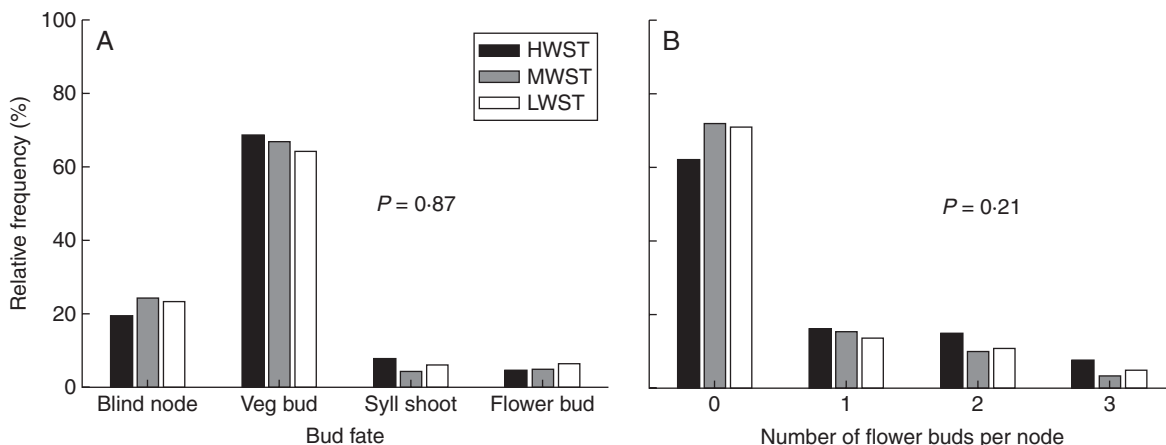 A
B
HWST
MWST
LWST
100
80
60
40
20
0
Relative frequency (%)
P = 0·87
P = 0·21
Blind node
Veg bud
Syll shoot
Flower bud
Bud fate
0
1
2
3
Number of flower buds per node